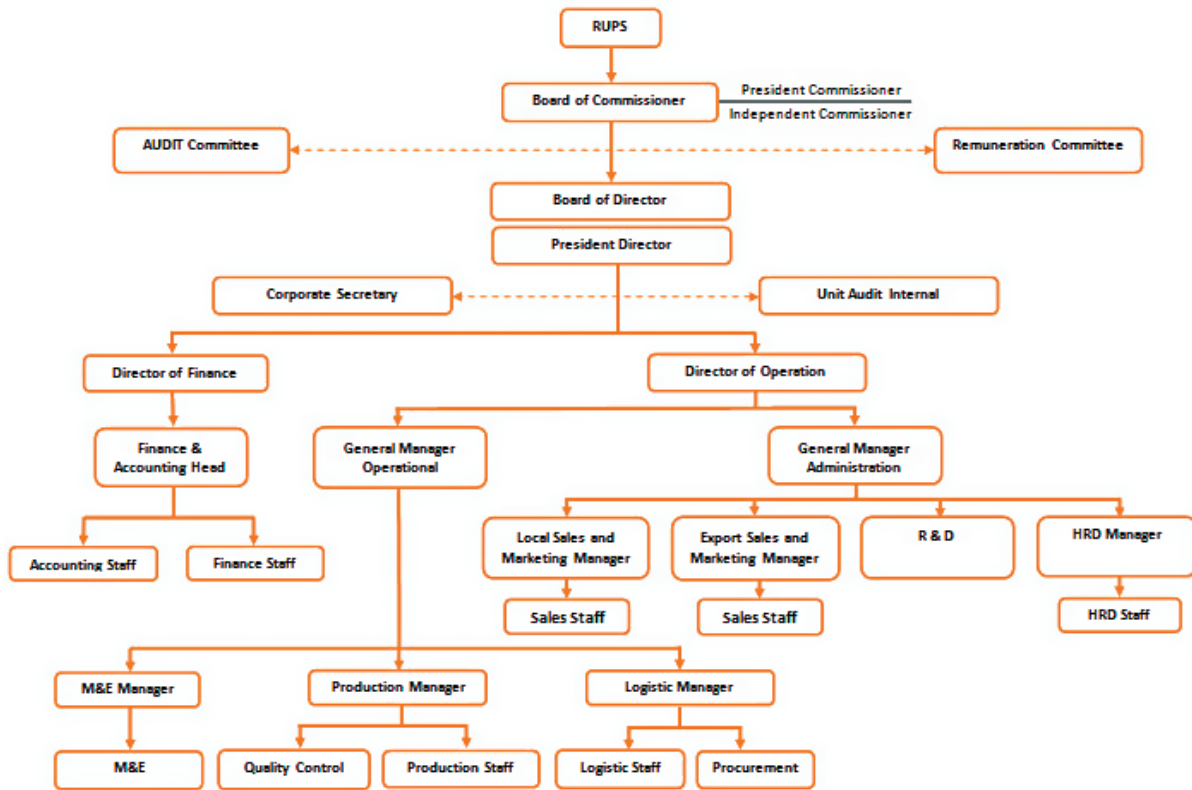 RUPS
Board of Commissioner
President Commissioner
Independent Commissioner
AUDIT Committee
Remuneration Committee
Board of Director
President Director
Corporate Secretary
Unit Audit Internal
Director of Finance
Director of Operation
Finance &
Accounting Head
General Manager
Operational
General Manager
Administration
Accounting Staff
Finance Staff
Local Sales and
Marketing Manager
Export Sales and
Marketing Manager
R & D
HRD Manager
Sales Staff
Sales Staff
HRD Staff
M&E Manager
Production Manager
Logistic Manager
M&E
Quality Control
Production Staff
Logistic Staff
Procurement